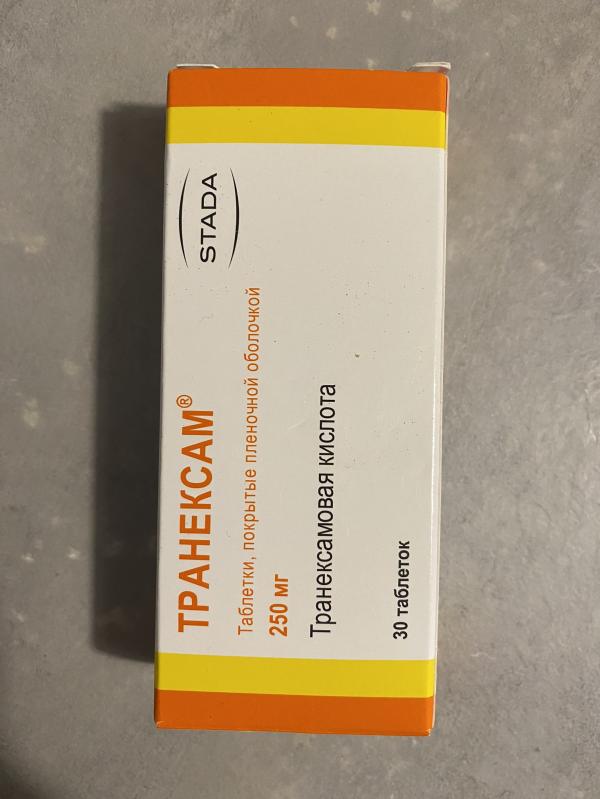 STADA
ТРАНЕКСАМ®
Таблетки, покрытые пленочной оболочкой
250 мг
Транексамовая кислота
30 таблеток